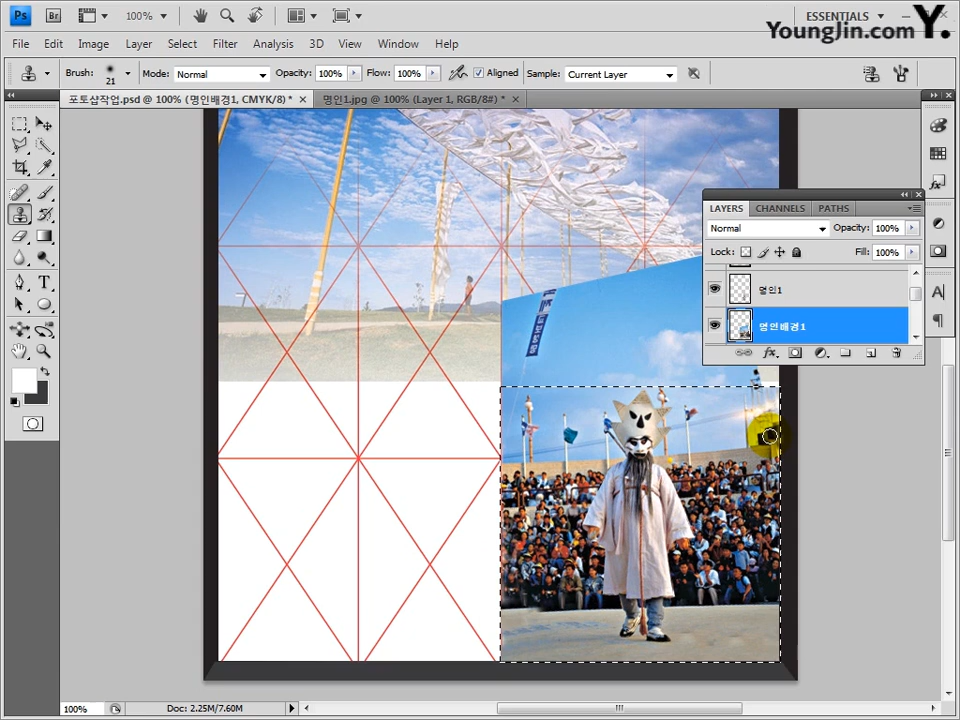 Ps Br 100% ESSENTIALS
YoungJin.com Y.
File Edit Image Layer Select Filter Analysis 3D View Window Help
Brush: 21 Mode: Normal Opacity: 100% Flow: 100% Aligned Sample: Current Layer
포토샵작업.psd @ 100% (명인배경1, CMYK/8) * 명인1.jpg @ 100% (Layer 1, RGB/8#) *
LAYERS CHANNELS PATHS
Normal Opacity: 100%
Lock: Fill: 100%
명인1
명인배경1
100% Doc: 2.25M/7.60M